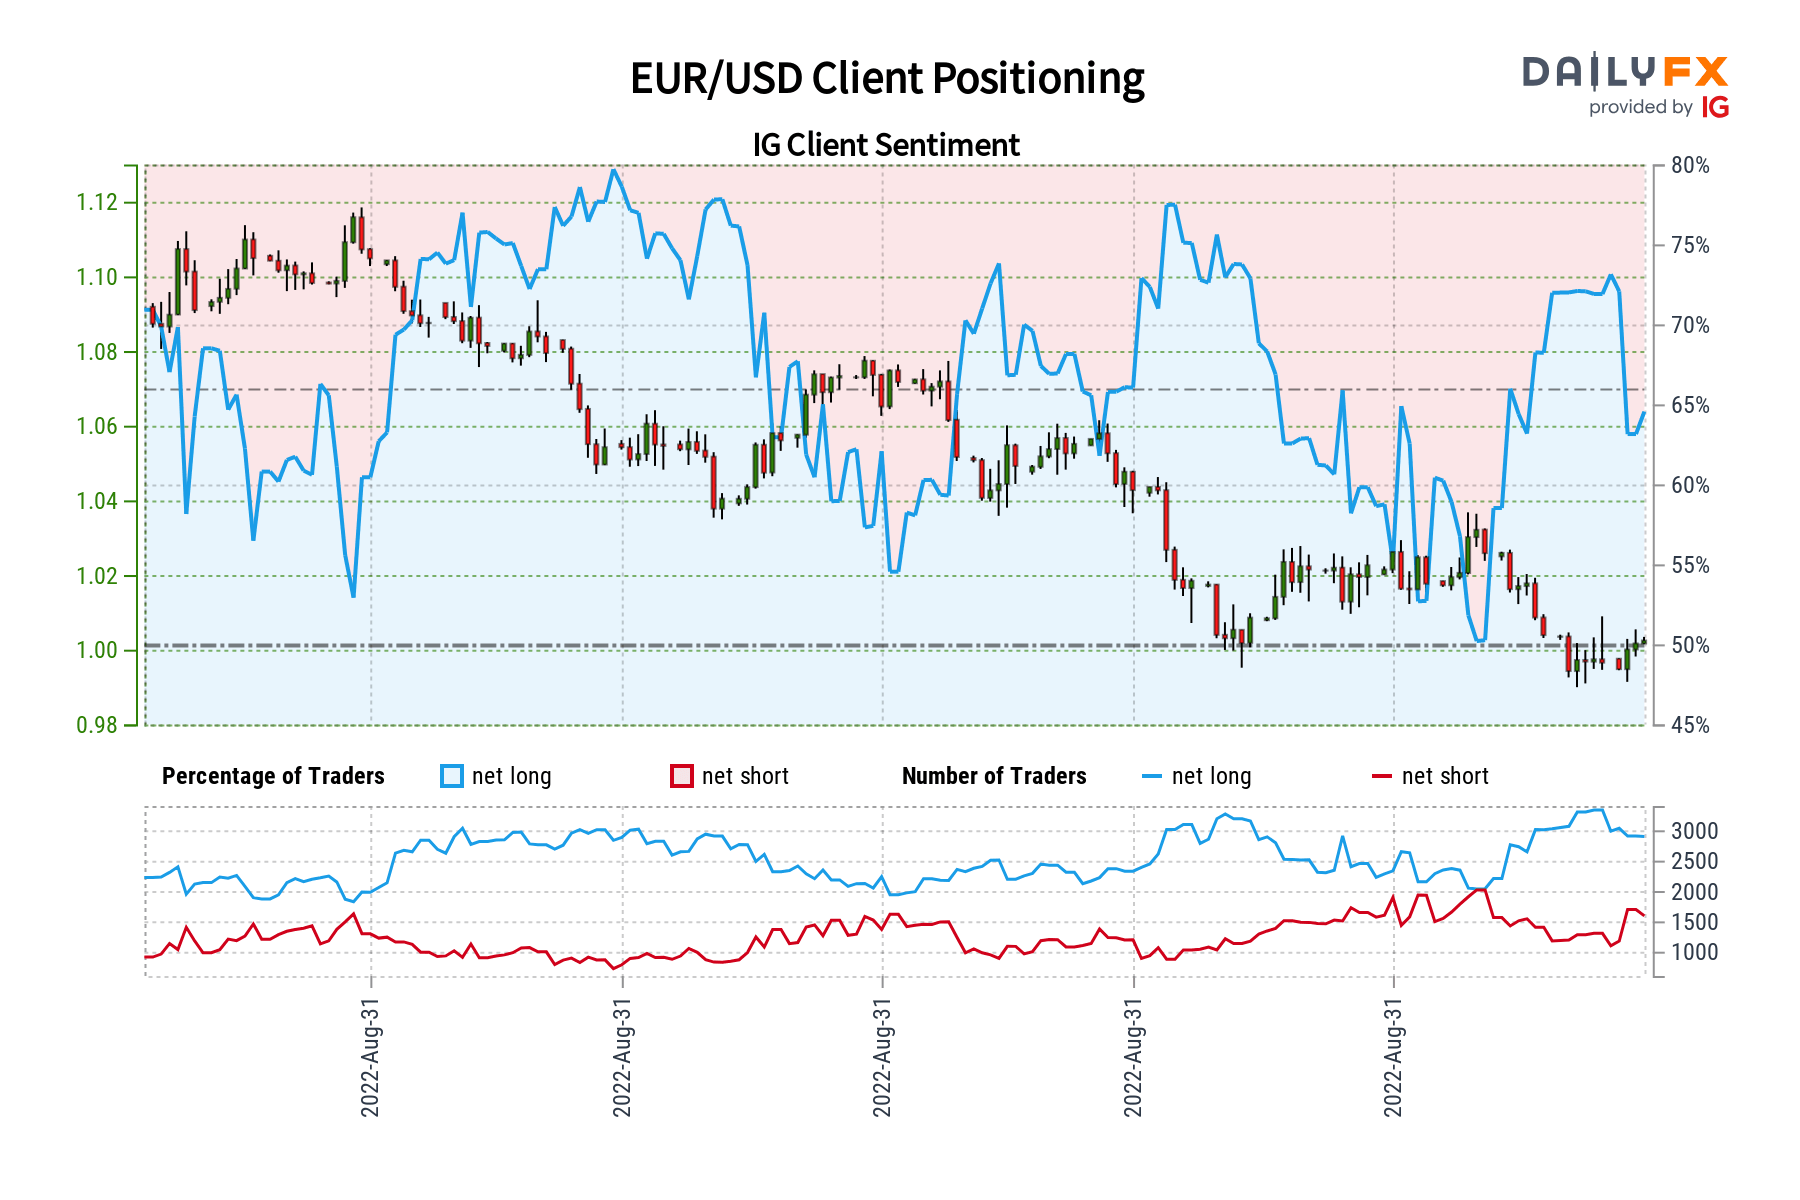 EUR/USD Client Positioning
DAILYFX
provided by IG
IG Client Sentiment
1.12
1.10
1.08
1.06
1.04
1.02
1.00
0.98
80%
75%
70%
65%
60%
55%
50%
45%
Percentage of Traders net long net short Number of Traders net long net short
3000
2500
2000
1500
1000
2022-Aug-31
2022-Aug-31
2022-Aug-31
2022-Aug-31
2022-Aug-31